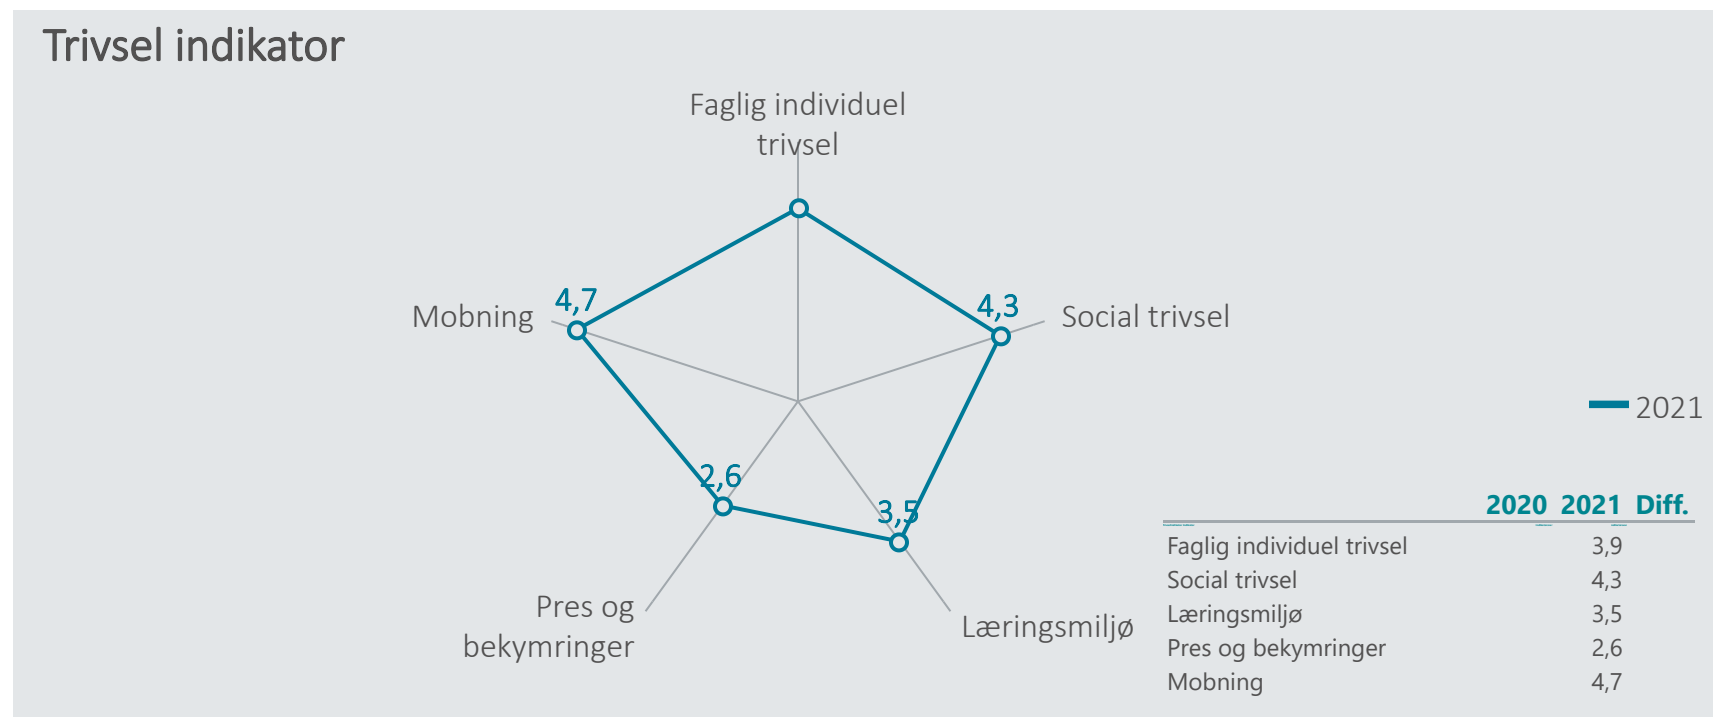 Trivsel indikator
Faglig individuel
trivsel
4,7
Mobning
4,3
Social trivsel
2021
2,6
3,5
Pres og
bekymringer
Læringsmiljø
2020 2021 Diff.
Faglig individuel trivsel 3,9
Social trivsel 4,3
Læringsmiljø 3,5
Pres og bekymringer 2,6
Mobning 4,7